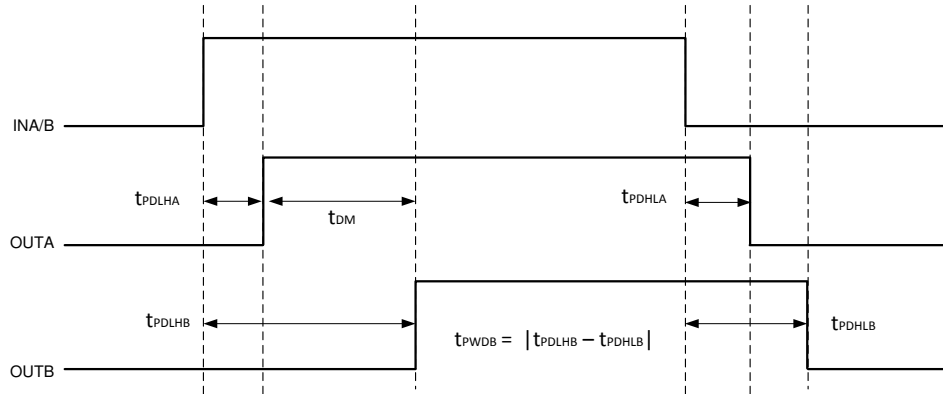 INA/B
tPDLHA
tPDHLA
tDM
OUTA
tPDLHB
tPWDB = |tPDLHB – tPDHLB|
tPDHLB
OUTB